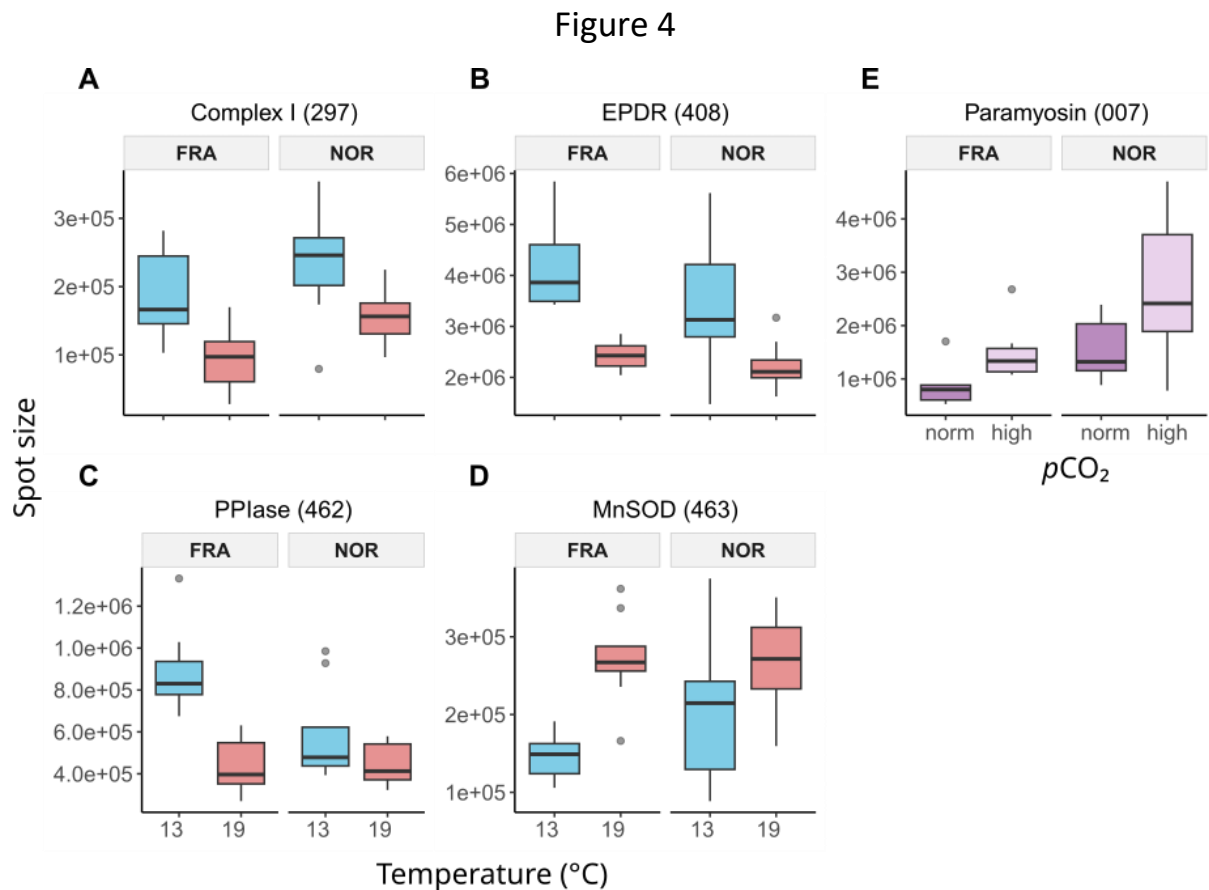 Figure 4
A
Complex I (297)
FRA NOR
3e+05
2e+05
1e+05
B
EPDR (408)
FRA NOR
6e+06
5e+06
4e+06
3e+06
2e+06
E
Paramyosin (007)
FRA NOR
4e+06
3e+06
2e+06
1e+06
norm high norm high
pCO₂
Spot size
C
PPIase (462)
FRA NOR
1.2e+06
1.0e+06
8.0e+05
6.0e+05
4.0e+05
13 19 13 19
D
MnSOD (463)
FRA NOR
3e+05
2e+05
1e+05
13 19 13 19
Temperature (°C)